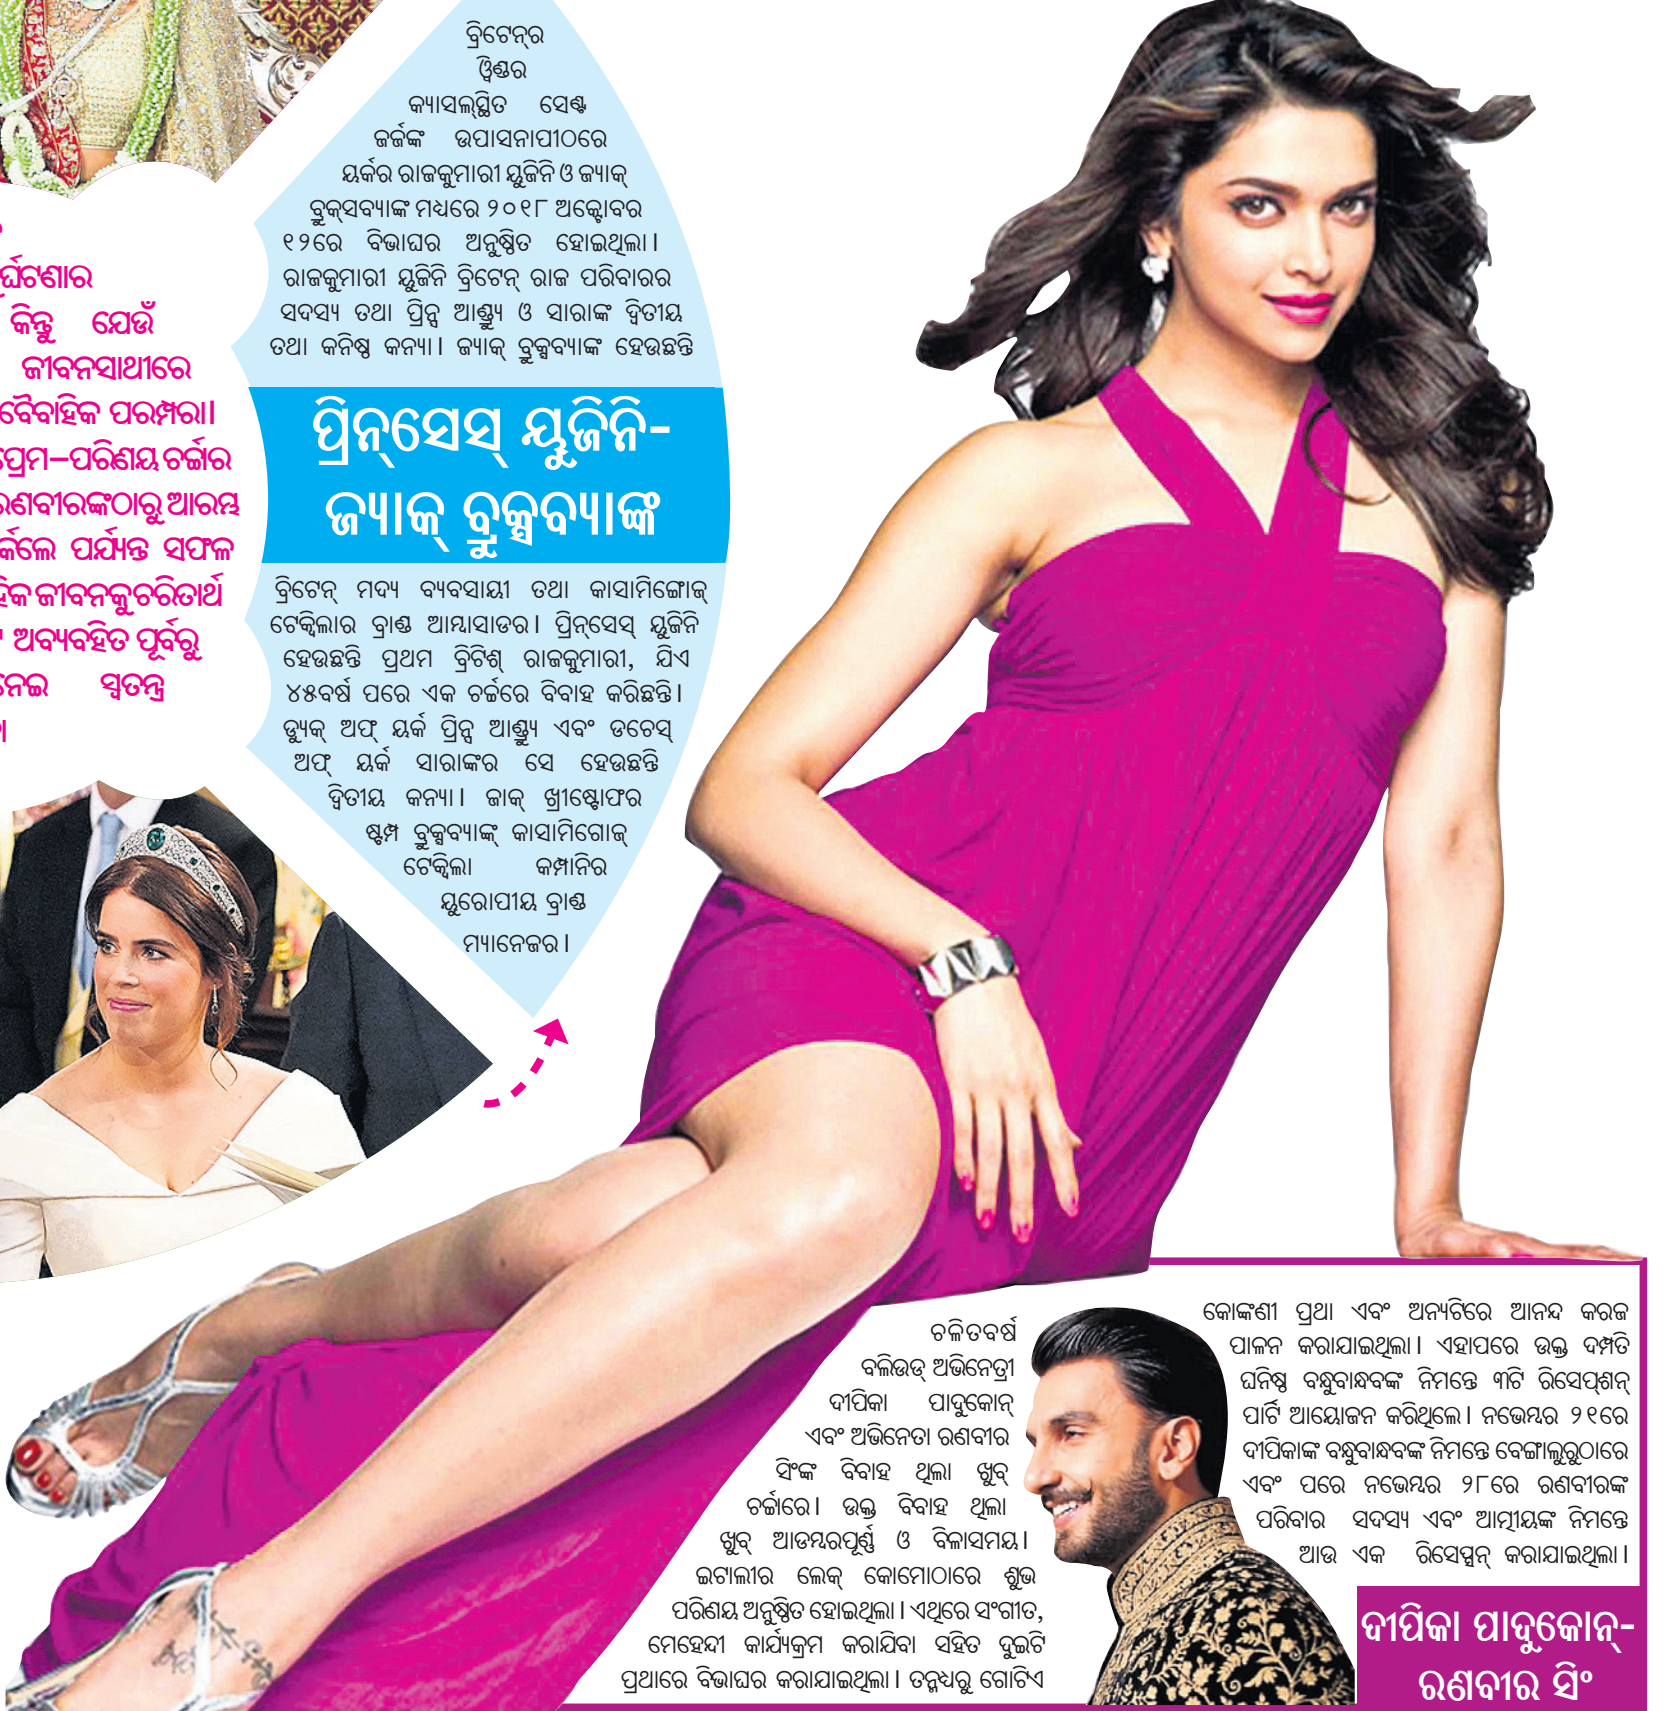 ର୍ଘଟଣାର
କିନ୍ତୁ ଯେଉଁ
ଜୀବନସାଥୀରେ
ବୈବାହିକ ପରମ୍ପରା।
ପ୍ରେମ–ପରିଣୟ ଚର୍ଚ୍ଚାର
ରଣବୀରଙ୍କଠାରୁ ଆରମ୍ଭ
ର୍କଲେ ପର୍ଯ୍ୟନ୍ତ ସଫଳ
ହିକ ଜୀବନକୁ ଚରିତାର୍ଥ
ଅବ୍ୟବହିତ ପୂର୍ବରୁ
ନେଇ ସ୍ୱତନ୍ତ୍ର
ବ୍ରିଟେନ୍‌ର
ୱିଣ୍ଡର
କ୍ୟାସଲ୍‌ସ୍ଥିତ ସେଣ୍ଟ
ଜର୍ଜଙ୍କ ଉପାସନାପୀଠରେ
ୟର୍କର ରାଜକୁମାରୀ ୟୁଜିନି ଓ ଜ୍ୟାକ୍
ବ୍ରୁକ୍‌ସବ୍ୟାଙ୍କ ମଧ୍ୟରେ ୨୦୧୮ ଅକ୍ଟୋବର
୧୨ରେ ବିଭାଘର ଅନୁଷ୍ଠିତ ହୋଇଥିଲା।
ରାଜକୁମାରୀ ୟୁଜିନି ବ୍ରିଟେନ୍ ରାଜ ପରିବାରର
ସଦସ୍ୟ ତଥା ପ୍ରିନ୍ସ ଆଣ୍ଡ୍ରୁ୍ୟ ଓ ସାରାଙ୍କ ଦ୍ୱିତୀୟ
ତଥା କନିଷ୍ଠ କନ୍ୟା। ଜ୍ୟାକ୍ ବ୍ରୁକ୍ସବ୍ୟାଙ୍କ ହେଉଛନ୍ତି
ପ୍ରିନ୍‌ସେସ୍ ୟୁଜିନି-
ଜ୍ୟାକ୍ ବ୍ରୁକ୍ସବ୍ୟାଙ୍କ
ବ୍ରିଟେନ୍ ମଦ୍ୟ ବ୍ୟବସାୟୀ ତଥା କାସାମିଙ୍ଗୋଜ୍
ଟେକ୍ୱିଲାର ବ୍ରାଣ୍ଡ ଆମ୍ବାସାଡର। ପ୍ରିନ୍‌ସେସ୍ ୟୁଜିନି
ହେଉଛନ୍ତି ପ୍ରଥମ ବ୍ରିଟିଶ୍ ରାଜକୁମାରୀ, ଯିଏ
୪୫ବର୍ଷ ପରେ ଏକ ଚର୍ଚ୍ଚରେ ବିବାହ କରିଛନ୍ତି।
ଡ୍ୟୁକ୍ ଅଫ୍ ୟର୍କ ପ୍ରିନ୍ସ ଆଣ୍ଡ୍ରୁ୍ୟ ଏବଂ ଡଚେସ୍
ଅଫ୍ ୟର୍କ ସାରାଙ୍କର ସେ ହେଉଛନ୍ତି
ଦ୍ୱିତୀୟ କନ୍ୟା। ଜାକ୍ ଖ୍ରୀଷ୍ଟୋଫର
ଷ୍ଟମ୍ପ ବ୍ରୁକ୍ସବ୍ୟାଙ୍କ୍ କାସାମିଗୋଜ୍
ଟେକ୍ୱିଲା କମ୍ପାନିର
ୟୁରୋପୀୟ ବ୍ରାଣ୍ଡ
ମ୍ୟାନେଜର।
ଚଳିତବର୍ଷ
ବଲିଉଡ୍ ଅଭିନେତ୍ରୀ
ଦୀପିକା ପାଦୁକୋନ୍
ଏବଂ ଅଭିନେତା ରଣବୀର
ସିଂଙ୍କ ବିବାହ ଥିଲା ଖୁବ୍
ଚର୍ଚ୍ଚାରେ। ଉକ୍ତ ବିବାହ ଥିଲା
ଖୁବ୍ ଆଡମ୍ବରପୂର୍ଣ୍ଣ ଓ ବିଳାସମୟ।
ଇଟାଲୀର ଲେକ୍ କୋମୋଠାରେ ଶୁଭ
ପରିଣୟ ଅନୁଷ୍ଠିତ ହୋଇଥିଲା। ଏଥିରେ ସଂଗୀତ,
ମେହେନ୍ଦୀ କାର୍ଯ୍ୟକ୍ରମ କରାଯିବା ସହିତ ଦୁଇଟି
ପ୍ରଥାରେ ବିଭାଘର କରାଯାଇଥିଲା। ତନ୍ମଧ୍ୟରୁ ଗୋଟିଏ
କୋଙ୍କଣୀ ପ୍ରଥା ଏବଂ ଅନ୍ୟଟିରେ ଆନନ୍ଦ କରଜ
ପାଳନ କରାଯାଇଥିଲା। ଏହାପରେ ଉକ୍ତ ଦମ୍ପତି
ଘନିଷ୍ଠ ବନ୍ଧୁବାନ୍ଧବଙ୍କ ନିମନ୍ତେ ୩ଟି ରିସେପ୍‌ଶନ୍
ପାର୍ଟି ଆୟୋଜନ କରିଥିଲେ। ନଭେମ୍ବର ୨୧ରେ
ଦୀପିକାଙ୍କ ବନ୍ଧୁବାନ୍ଧବଙ୍କ ନିମନ୍ତେ ବେଙ୍ଗାଲୁରୁଠାରେ
ଏବଂ ପରେ ନଭେମ୍ବର ୨୮ରେ ରଣବୀରଙ୍କ
ପରିବାର ସଦସ୍ୟ ଏବଂ ଆତ୍ମୀୟଙ୍କ ନିମନ୍ତେ
ଆଉ ଏକ ରିସେପ୍ସନ୍ କରାଯାଇଥିଲା।
ଦୀପିକା ପାଦୁକୋନ୍-
ରଣବୀର ସିଂ